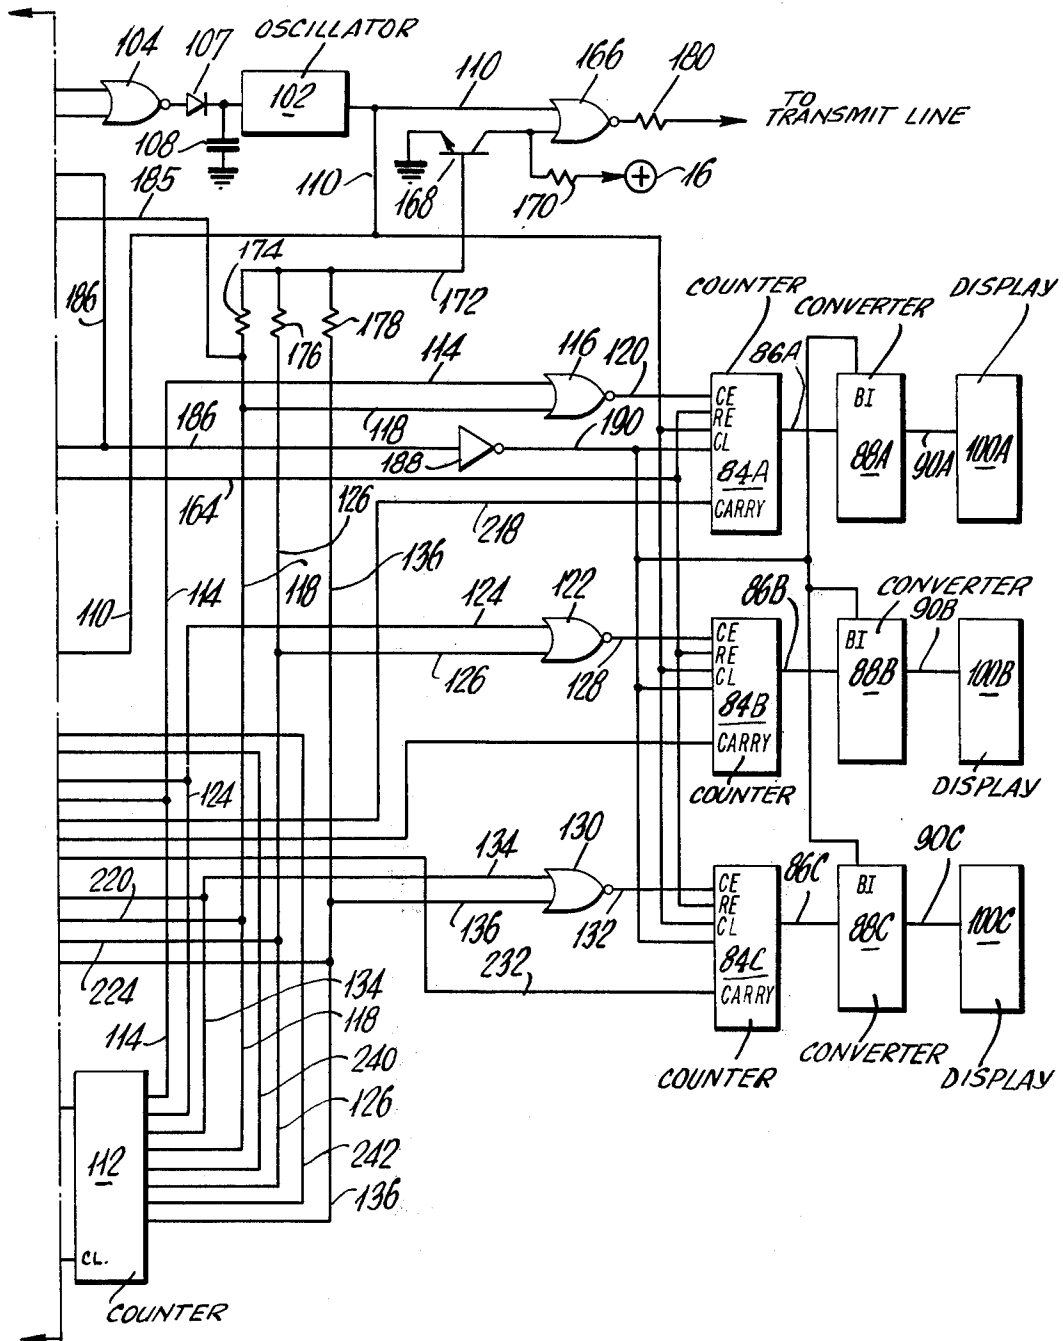 OSCILLATOR
104
107
102
110
166
180
TO
TRANSMIT LINE
108
185
110
168
170
16
174
172
186
176
178
COUNTER
CONVERTER
DISPLAY
114
116
120
86A
CE
RE
CL
84A
CARRY
BI
88A
90A
100A
186
118
188
190
164
126
218
136
110
114
118
124
122
86B
CONVERTER
90B
126
128
CE
RE
CL
84B
CARRY
BI
88B
100B
124
COUNTER
DISPLAY
134
130
86C
90C
220
136
132
CE
RE
CL
84C
CARRY
BI
88C
100C
224
134
232
114
118
COUNTER
CONVERTER
DISPLAY
240
126
112
242
136
CL.
COUNTER